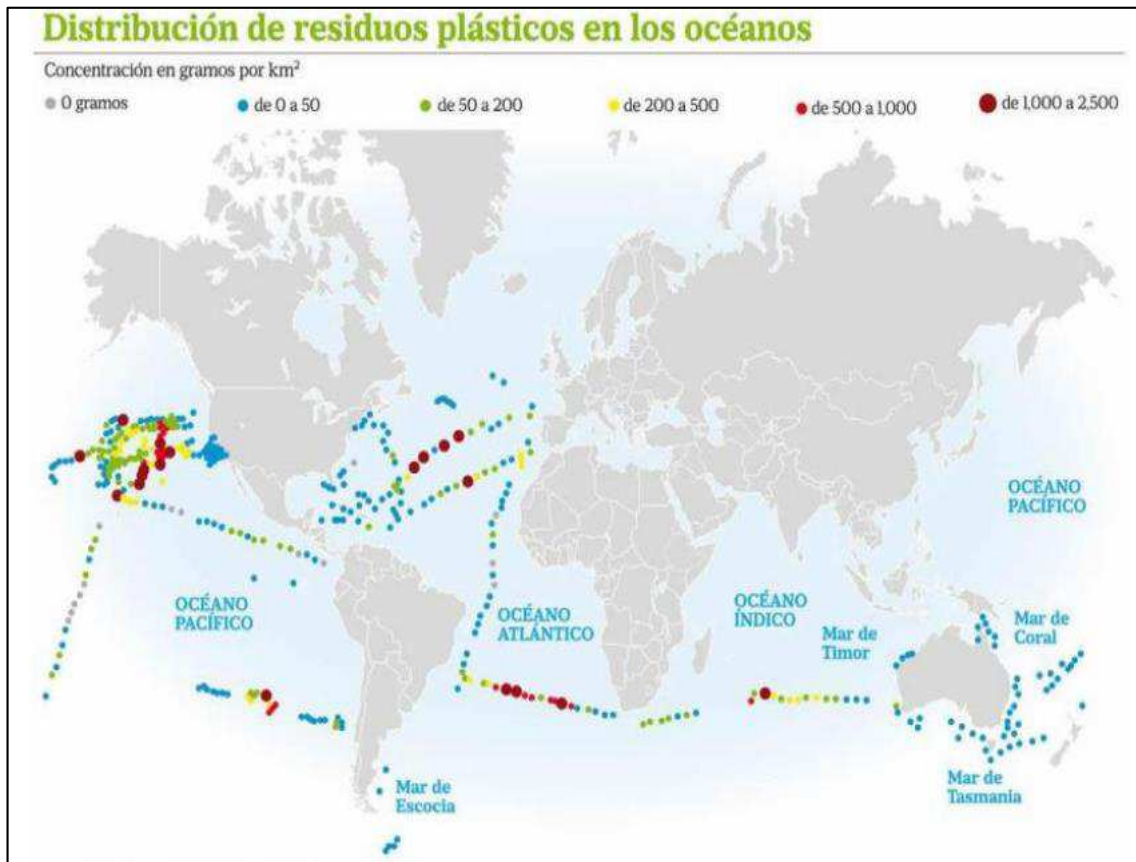 Distribución de residuos plásticos en los océanos
Concentración en gramos por km²
0 gramos
de 0 a 50
de 50 a 200
de 200 a 500
de 500 a 1,000
de 1,000 a 2,500
OCÉANO
PACÍFICO
OCÉANO
PACÍFICO
OCÉANO
ATLÁNTICO
OCÉANO
ÍNDICO
Mar de
Timor
Mar de
Coral
Mar de
Escocia
Mar de
Tasmania